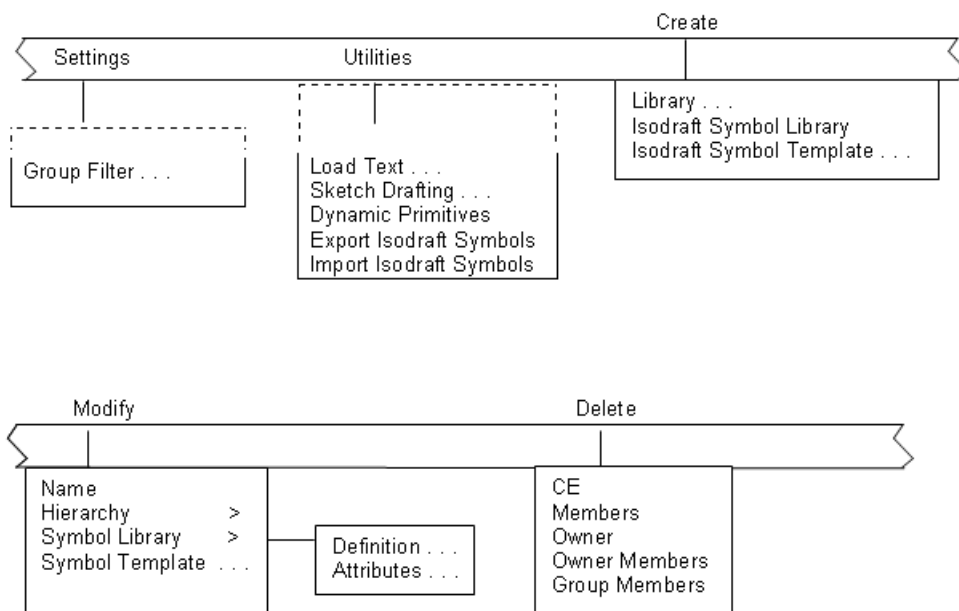 Create
Settings
Utilities
Group Filter . . .
Load Text . . .
Sketch Drafting . . .
Dynamic Primitives
Export Isodraft Symbols
Import Isodraft Symbols
Library . . .
Isodraft Symbol Library
Isodraft Symbol Template . . .
Modify
Delete
Name
Hierarchy >
Symbol Library >
Symbol Template . . .
Definition . . .
Attributes . . .
CE
Members
Owner
Owner Members
Group Members